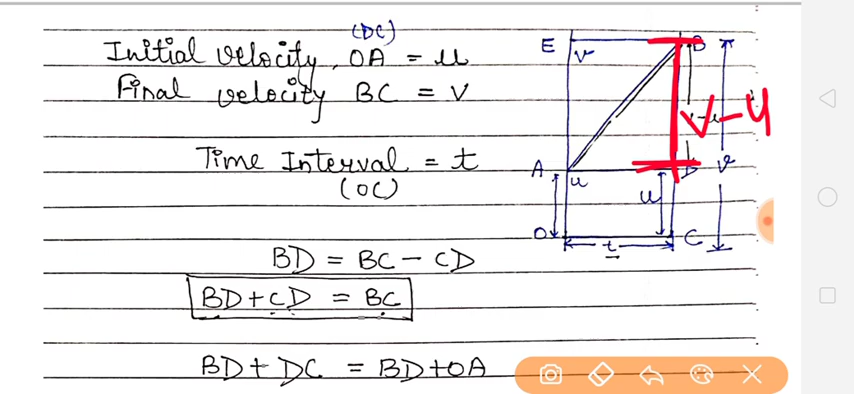 (DC)
Initial velocity, OA = u
Final velocity BC = v
Time Interval = t
(OC)
BD = BC – CD
BD + CD = BC
BD + DC = BD + OA
E
v
B
v-u
V-u
A
u
D
v
u
O
t
C